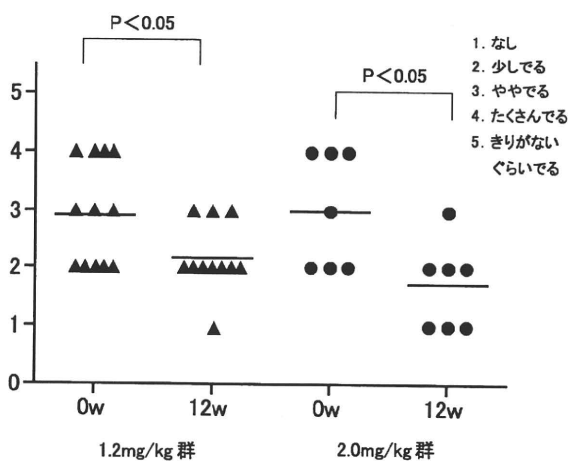 P<0.05
P<0.05
1. なし
2. 少しでる
3. ややでる
4. たくさんでる
5. きりがない
ぐらいでる
5
4
3
2
1
0
0w
12w
0w
12w
1.2mg/kg 群
2.0mg/kg 群